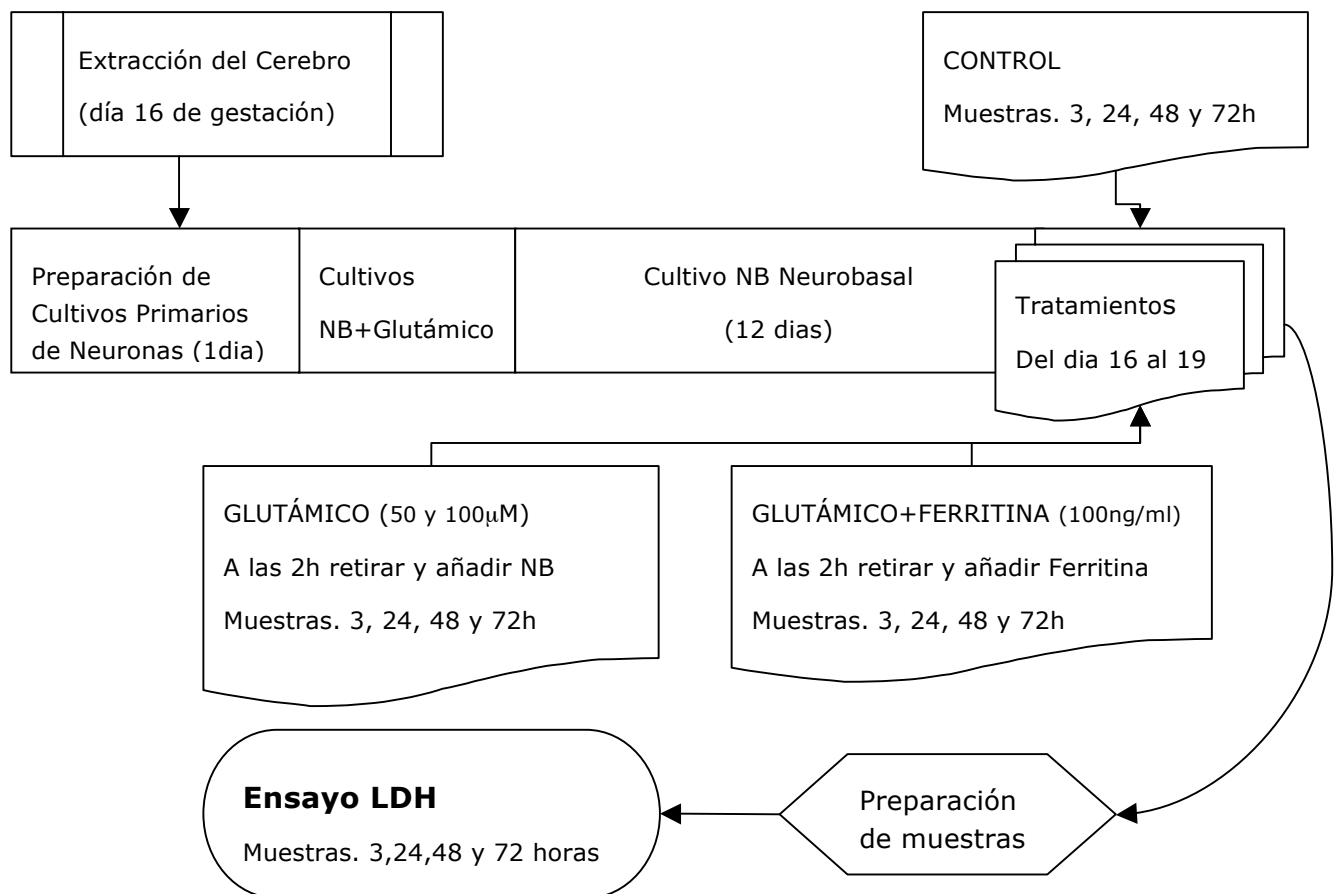 Extracción del Cerebro
(día 16 de gestación)
CONTROL
Muestras. 3, 24, 48 y 72h
Preparación de
Cultivos Primarios
de Neuronas (1dia)
Cultivos
NB+Glutámico
Cultivo NB Neurobasal
(12 dias)
Tratamientos
Del dia 16 al 19
GLUTÁMICO (50 y 100μM)
A las 2h retirar y añadir NB
Muestras. 3, 24, 48 y 72h
GLUTÁMICO+FERRITINA (100ng/ml)
A las 2h retirar y añadir Ferritina
Muestras. 3, 24, 48 y 72h
Ensayo LDH
Muestras. 3,24,48 y 72 horas
Preparación
de muestras